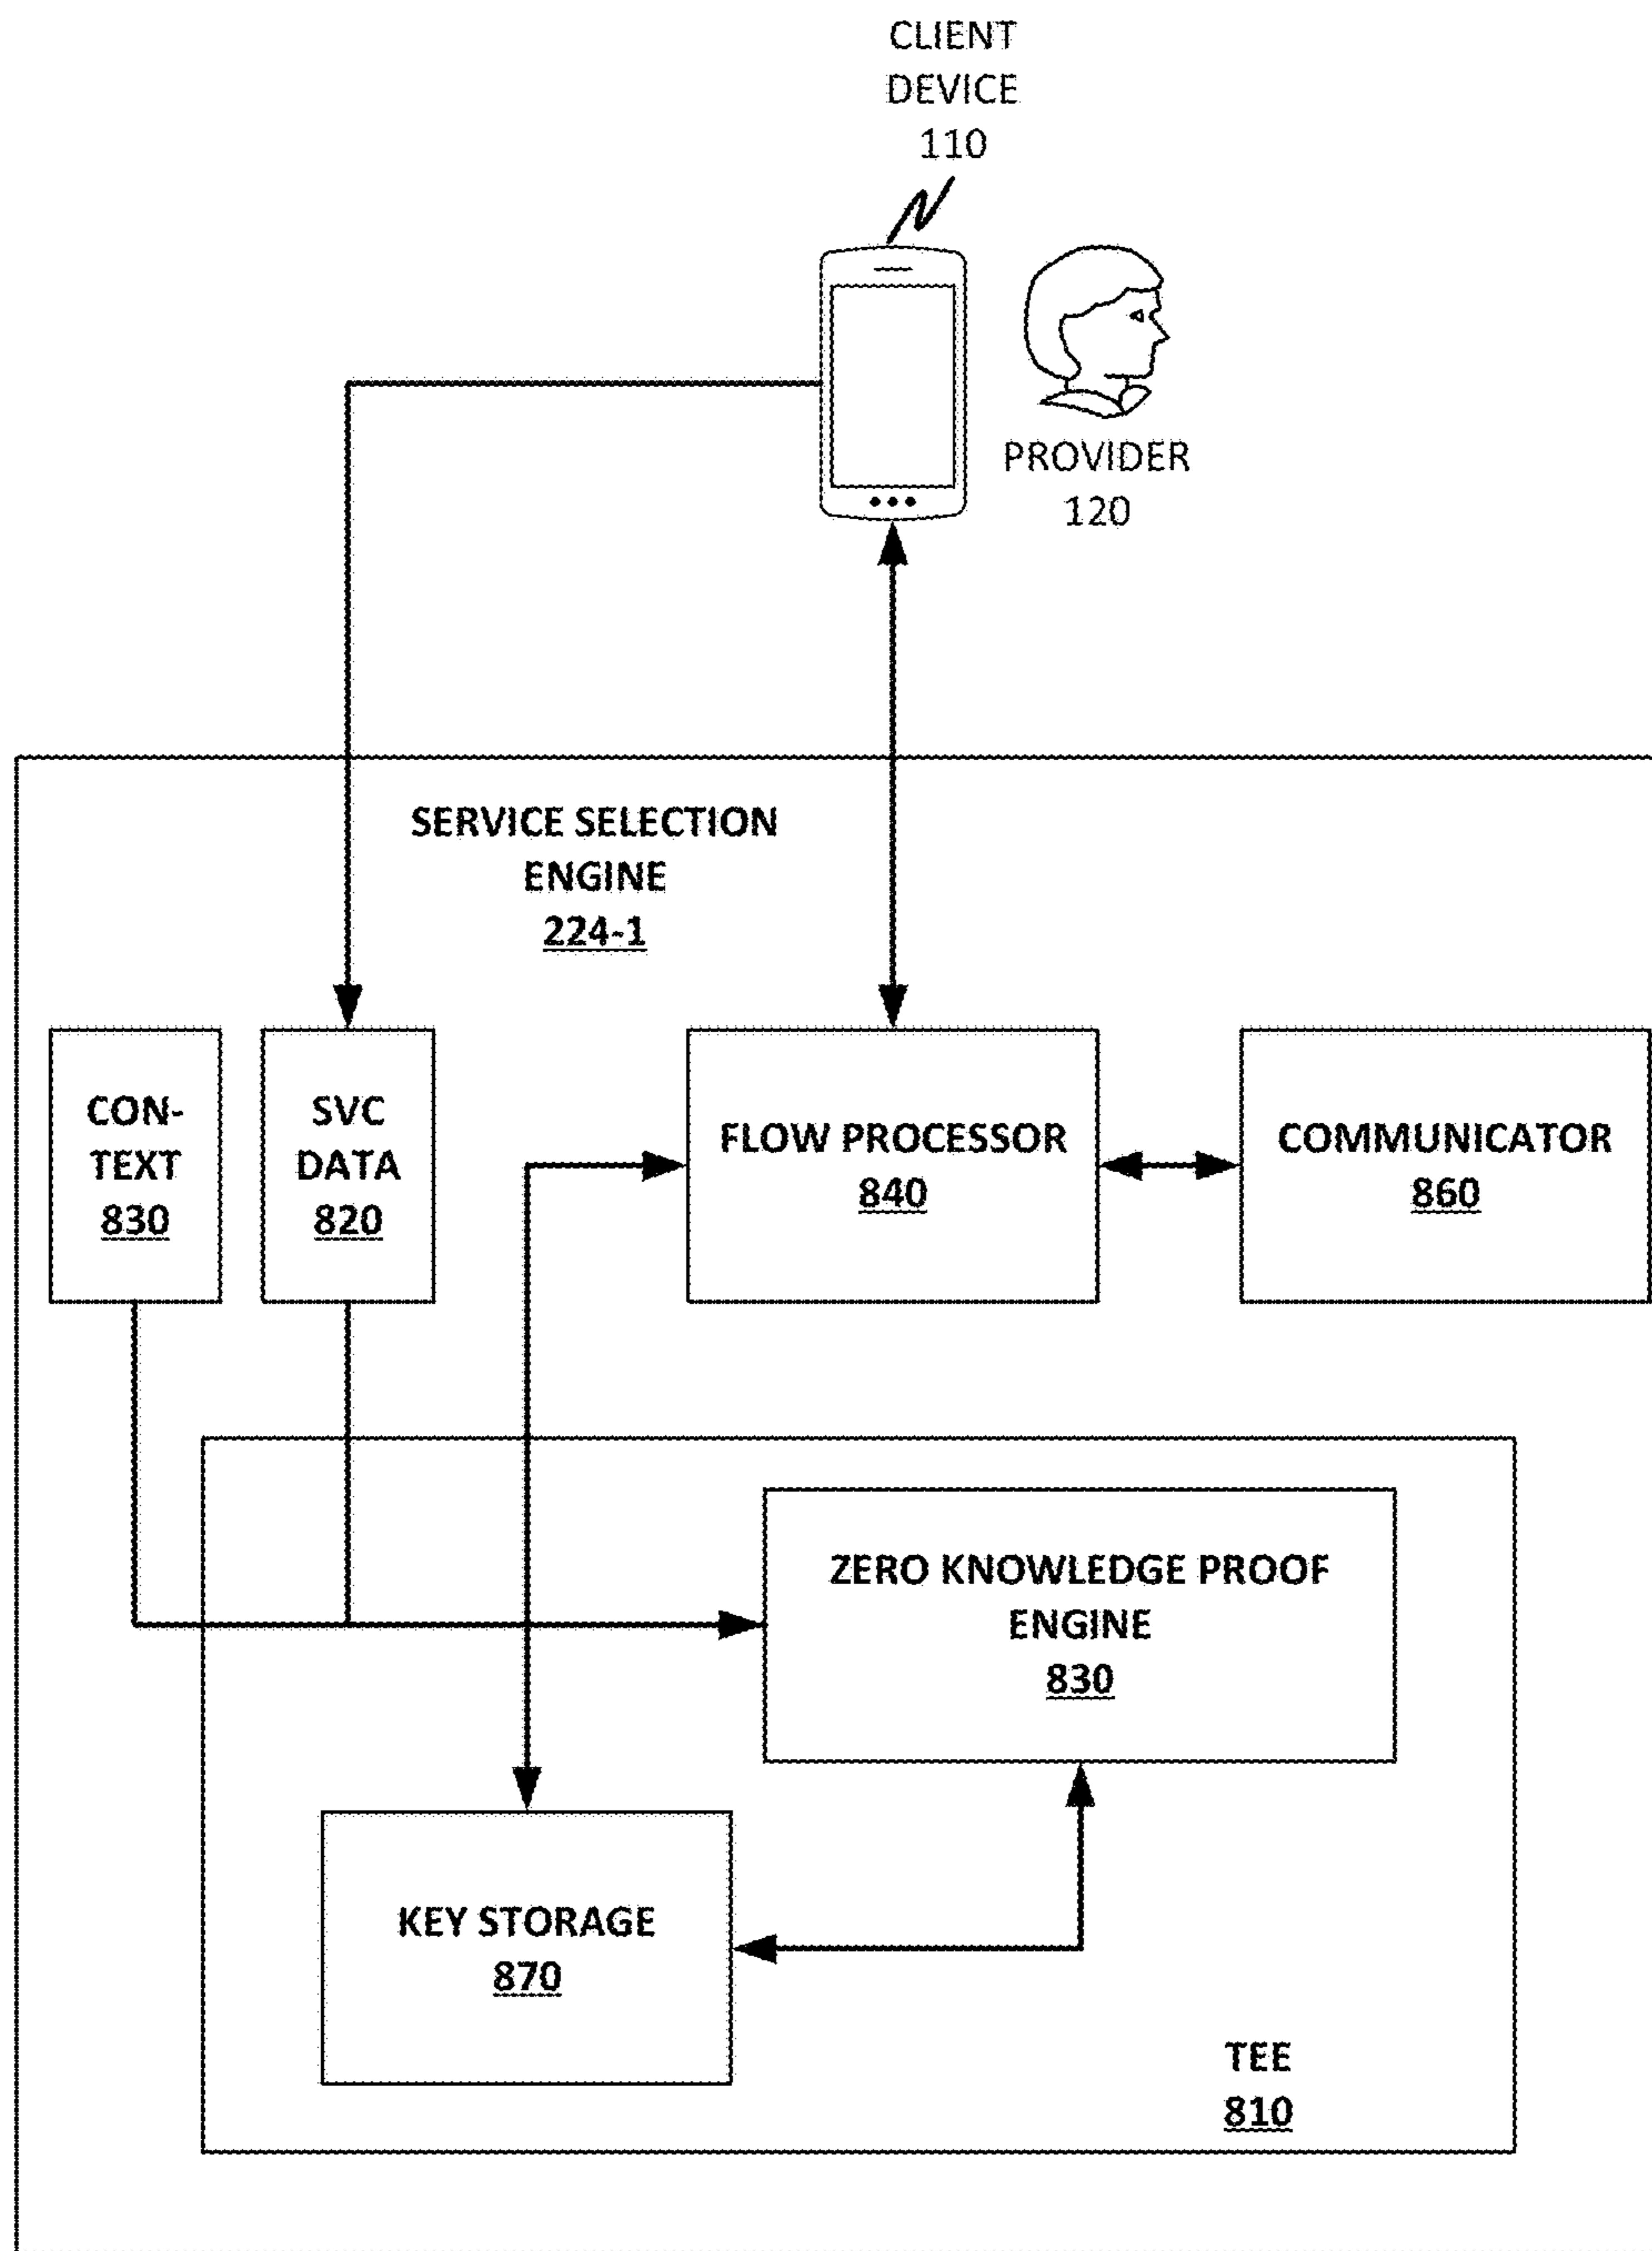 CLIENT
DEVICE
110
PROVIDER
120
SERVICE SELECTION
ENGINE
224-1
CON-
TEXT
830
SVC
DATA
820
FLOW PROCESSOR
840
COMMUNICATOR
860
ZERO KNOWLEDGE PROOF
ENGINE
830
KEY STORAGE
870
TEE
810